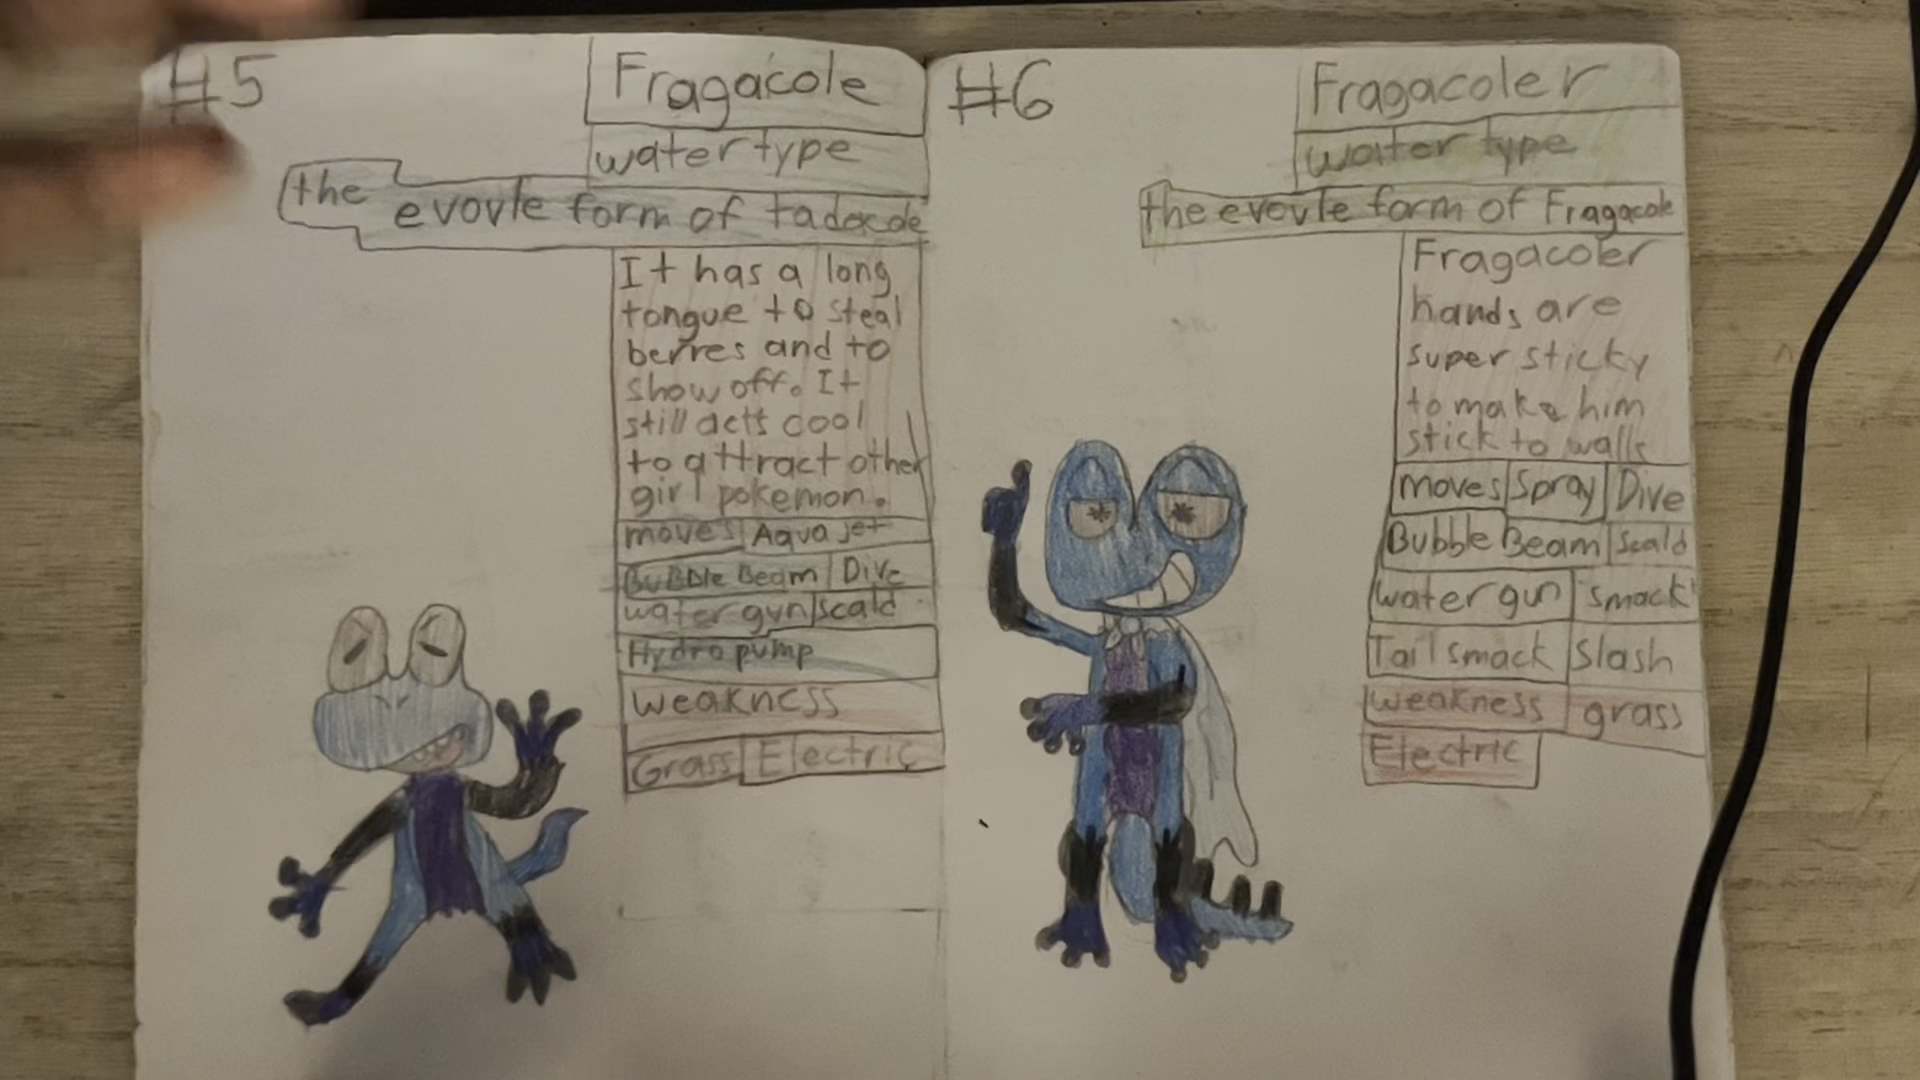 #5
Fragacole
water type
the evovle form of tadocole
It has a long
tongue to steal
berres and to
show off. It
still acts cool
to attract other
girl pokemon.
moves Aqua jet
BuBBle Beam Dive
water gun scald
Hydro pump
weakness
Grass Electric
#6
Fragacoler
water type
the evovle form of Fragacole
Fragacoler
hands are
super sticky
to make him
stick to walls
moves Spray Dive
Bubble Beam Scald
water gun smack
Tail smack Slash
weakness grass
Electric